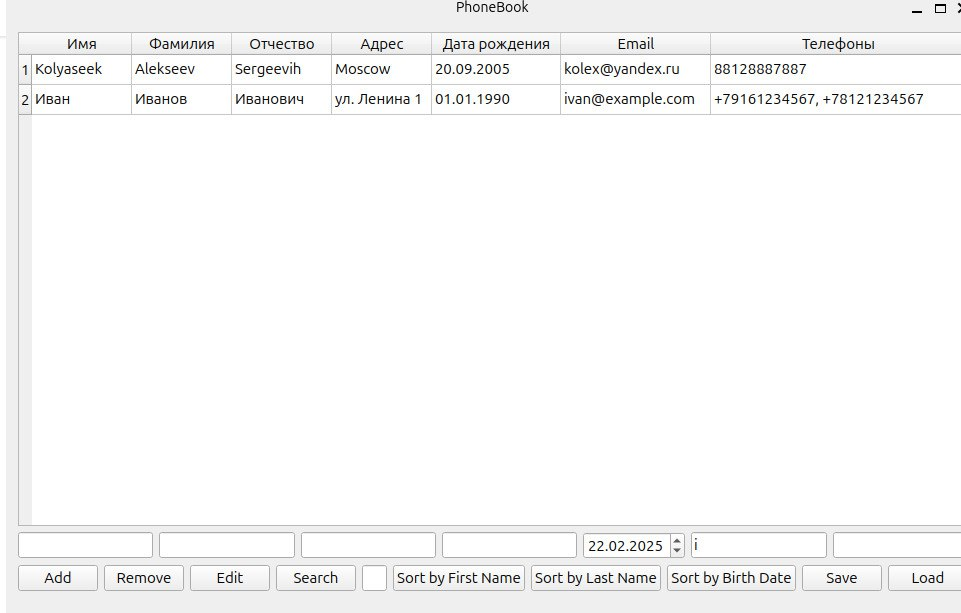 PhoneBook
Имя Фамилия Отчество Адрес Дата рождения Email Телефоны
1 Kolyaseek Alekseev Sergeevih Moscow 20.09.2005 kolex@yandex.ru 88128887887
2 Иван Иванов Иванович ул. Ленина 1 01.01.1990 ivan@example.com +79161234567, +78121234567
22.02.2025 i
Add Remove Edit Search Sort by First Name Sort by Last Name Sort by Birth Date Save Load